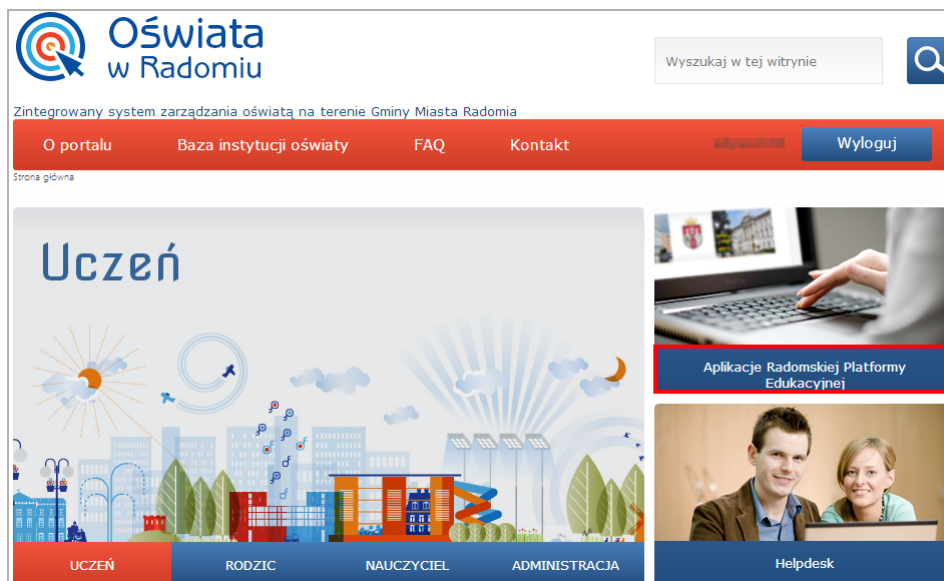 Oświata
w Radomiu
Wyszukaj w tej witrynie
Zintegrowany system zarządzania oświatą na terenie Gminy Miasta Radomia
O portalu Baza instytucji oświaty FAQ Kontakt Wyloguj
Strona główna
Uczeń
Aplikacje Radomskiej Platformy
Edukacyjnej
UCZEŃ RODZIC NAUCZYCIEL ADMINISTRACJA
Helpdesk